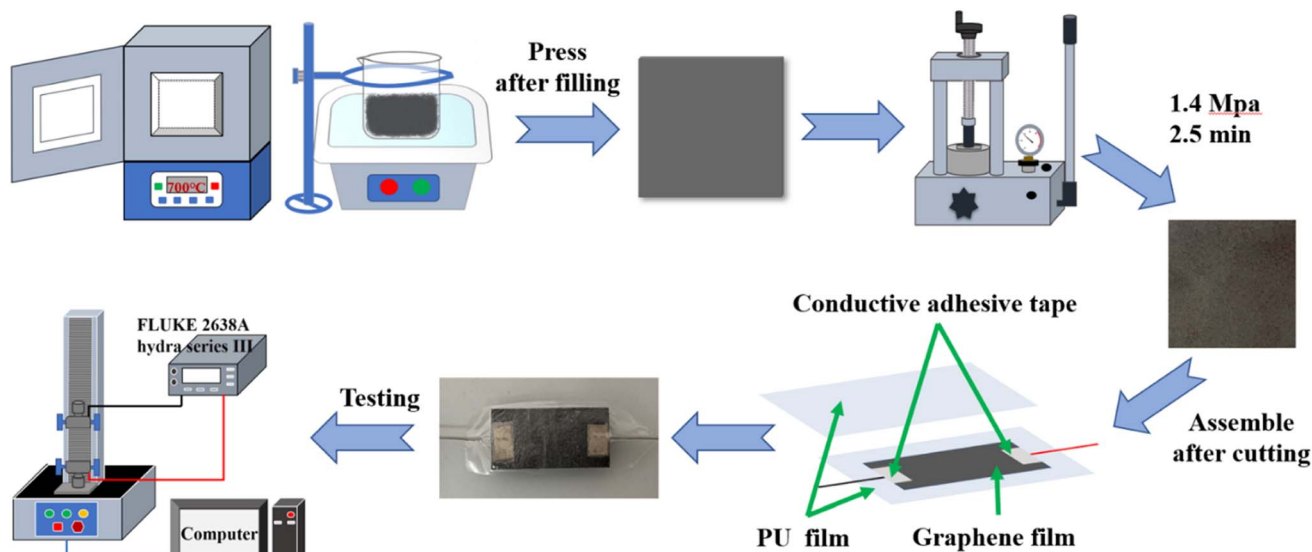 700°C
Press
after filling
1.4 Mpa
2.5 min
FLUKE 2638A
hydra series III
Testing
Conductive adhesive tape
Assemble
after cutting
PU film
Graphene film
Computer